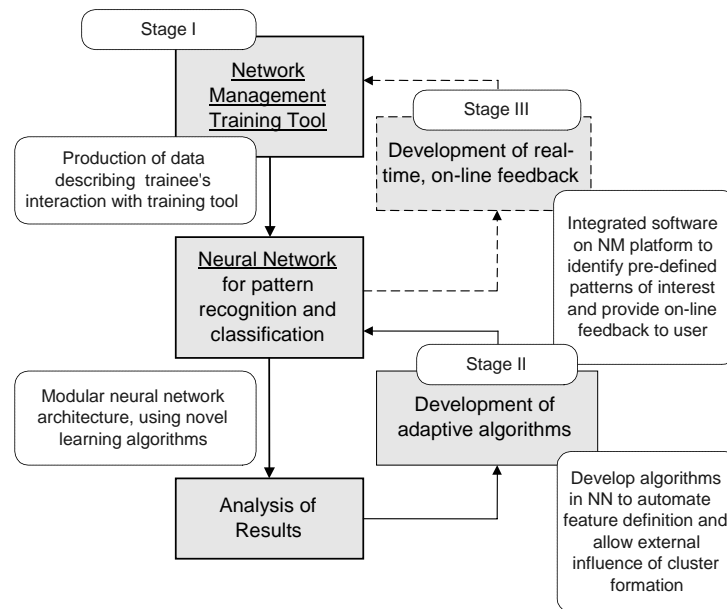 Stage I
Network
Management
Training Tool
Production of data
describing trainee's
interaction with training tool
Stage III
Development of real-
time, on-line feedback
Integrated software
on NM platform to
identify pre-defined
patterns of interest
and provide on-line
feedback to user
Neural Network
for pattern
recognition and
classification
Modular neural network
architecture, using novel
learning algorithms
Stage II
Development of
adaptive algorithms
Develop algorithms
in NN to automate
feature definition and
allow external
influence of cluster
formation
Analysis of
Results